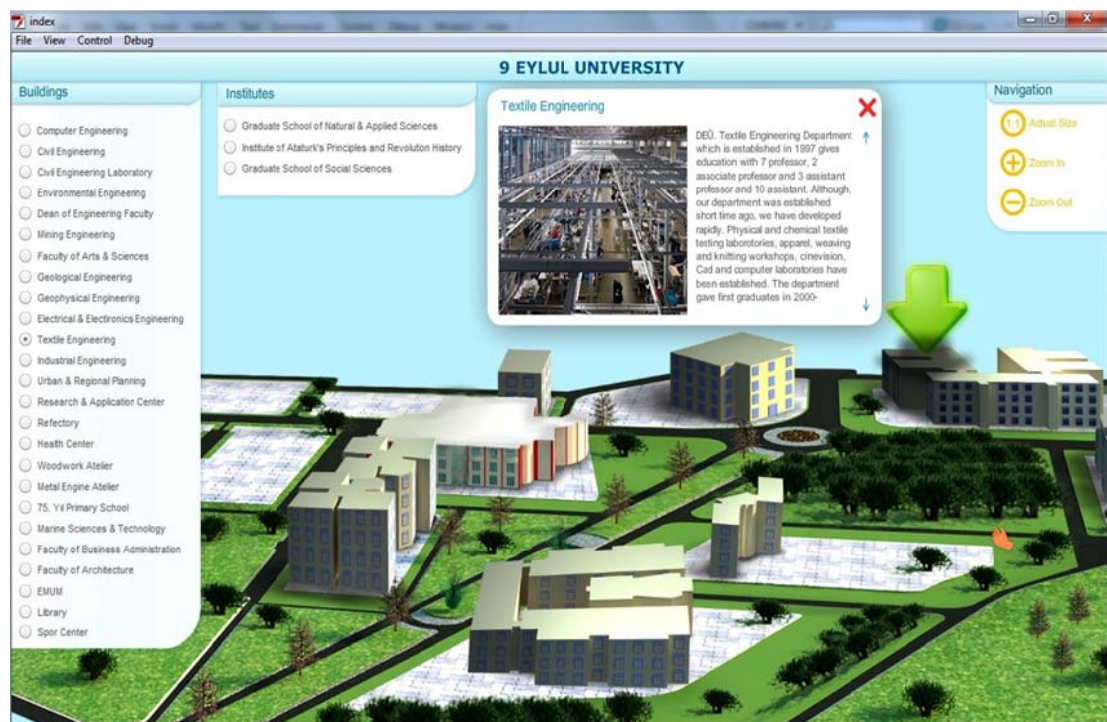 index
File View Control Debug
9 EYLUL UNIVERSITY
Buildings
Computer Engineering
Civil Engineering
Civil Engineering Laboratory
Environmental Engineering
Dean of Engineering Faculty
Mining Engineering
Faculty of Arts & Sciences
Geological Engineering
Geophysical Engineering
Electrical & Electironics Engineering
Textile Engineering
Industrial Engineering
Urban & Regional Planning
Research & Application Center
Refectory
Health Center
Woodwork Atelier
Metal Engine Atelier
75. Yıl Primary School
Marine Sciences & Technology
Faculty of Business Administration
Faculty of Architecture
EMUM
Library
Spor Center
Institutes
Graduate School of Natural & Applied Sciences
Institute of Ataturk's Principles and Revolution History
Graduate School of Social Sciences
Textile Engineering
DEÜ. Textile Engineering Department
which is established in 1997 gives
education with 7 professor, 2
associate professor and 3 assistant
professor and 10 assistant. Although,
our department was established
short time ago, we have developed
rapidly. Physical and chemical textile
testing laborotories, apparel, weaving
and knitting workshops, cinevision,
Cad and computer laboratories have
been established. The department
gave first graduates in 2000-
Navigation
1:1 Actual Size
Zoom In
Zoom Out